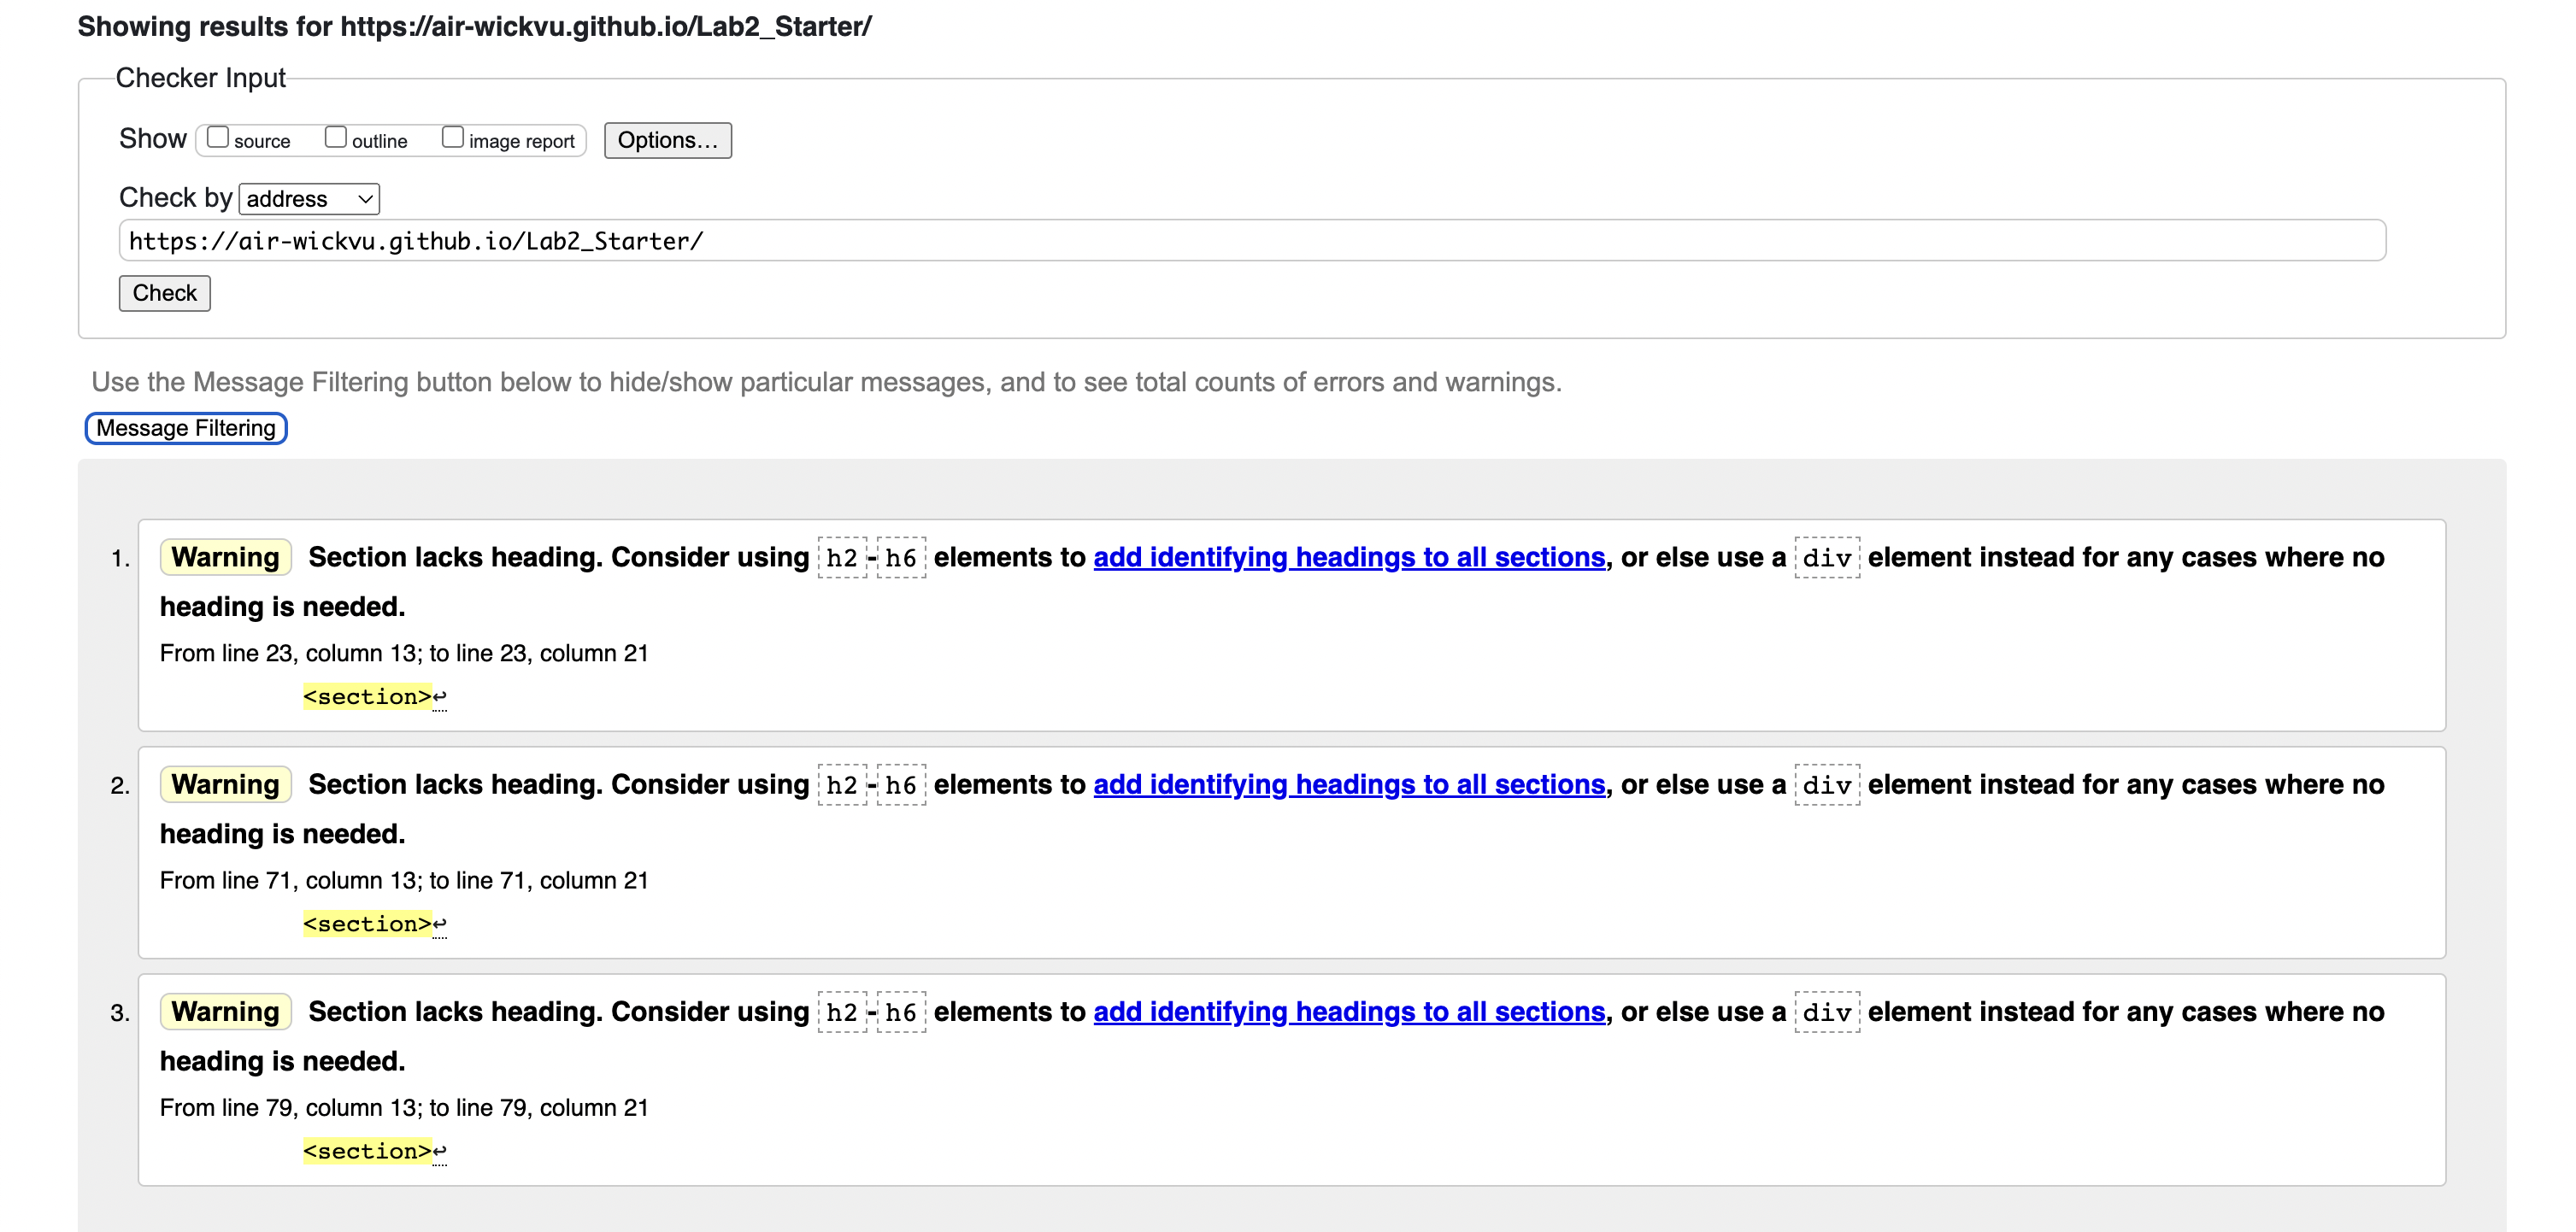 Showing results for https://air-wickvu.github.io/Lab2_Starter/
Checker Input
Show source outline image report Options...
Check by address
https://air-wickvu.github.io/Lab2_Starter/
Check
Use the Message Filtering button below to hide/show particular messages, and to see total counts of errors and warnings.
Message Filtering
1. Warning Section lacks heading. Consider using h2-h6 elements to add identifying headings to all sections, or else use a div element instead for any cases where no
heading is needed.
From line 23, column 13; to line 23, column 21
<section>↩
2. Warning Section lacks heading. Consider using h2-h6 elements to add identifying headings to all sections, or else use a div element instead for any cases where no
heading is needed.
From line 71, column 13; to line 71, column 21
<section>↩
3. Warning Section lacks heading. Consider using h2-h6 elements to add identifying headings to all sections, or else use a div element instead for any cases where no
heading is needed.
From line 79, column 13; to line 79, column 21
<section>↩